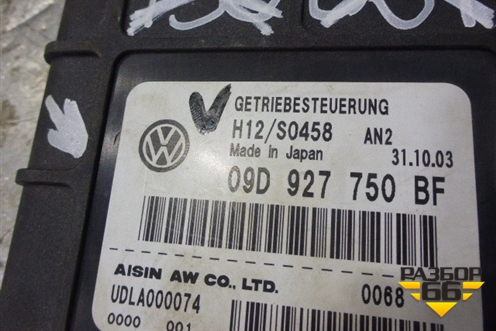 GETRIEBESTEUERUNG
H12/S0458 AN2
Made in Japan 31.10.03
09D 927 750 BF
AISIN AW CO., LTD. 0068
UDLA000074
0000 001
РАЗБОР
66